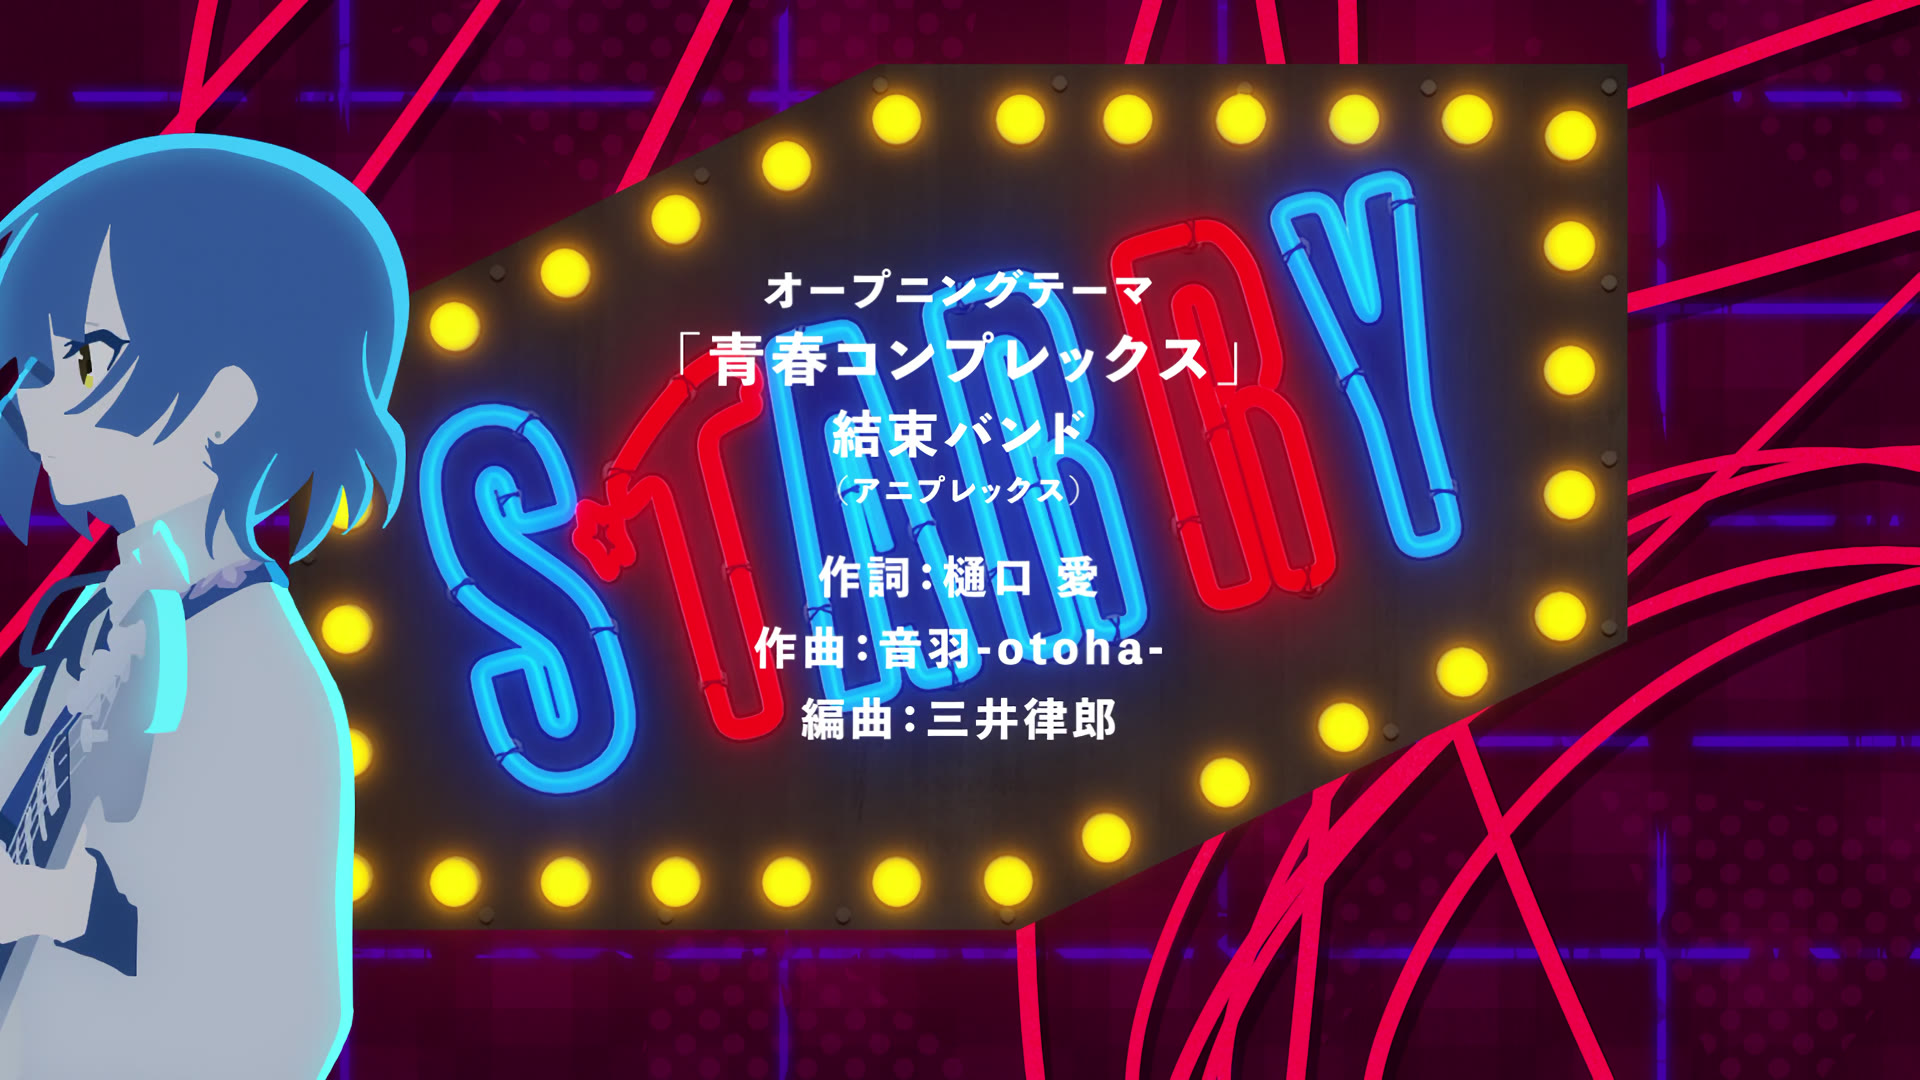 STARRY
オープニングテーマ
「青春コンプレックス」
結束バンド
（アニプレックス）
作詞：樋口 愛
作曲：音羽-otoha-
編曲：三井律郎